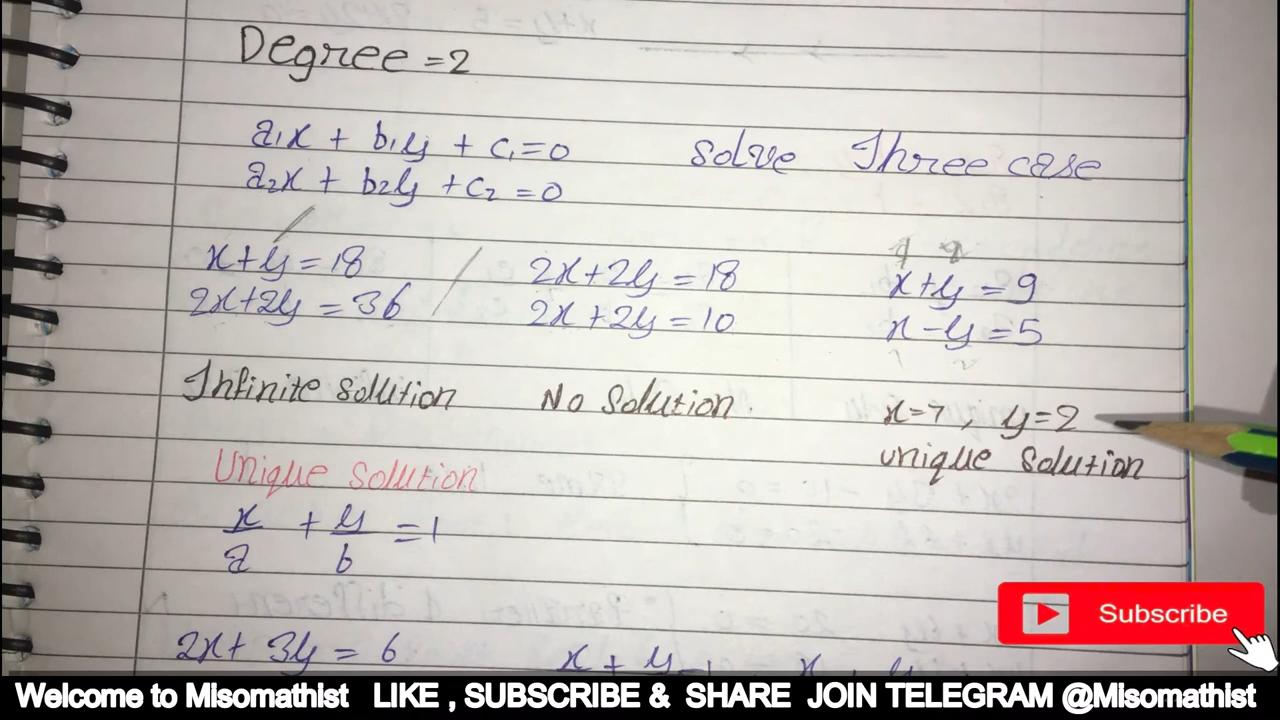 Degree = 2
a₁x + b₁y + c₁ = 0 solve Three case
a₂x + b₂y + c₂ = 0
x+y = 18 2x+2y = 18 x+y = 9
2x+2y = 36 2x+2y = 10 x-y = 5
Infinite solution No Solution. x=7, y=2
unique solution
Unique Solution
x/a + y/b = 1
2x + 3y = 6
Subscribe
Welcome to Misomathist LIKE , SUBSCRIBE & SHARE JOIN TELEGRAM @Misomathist